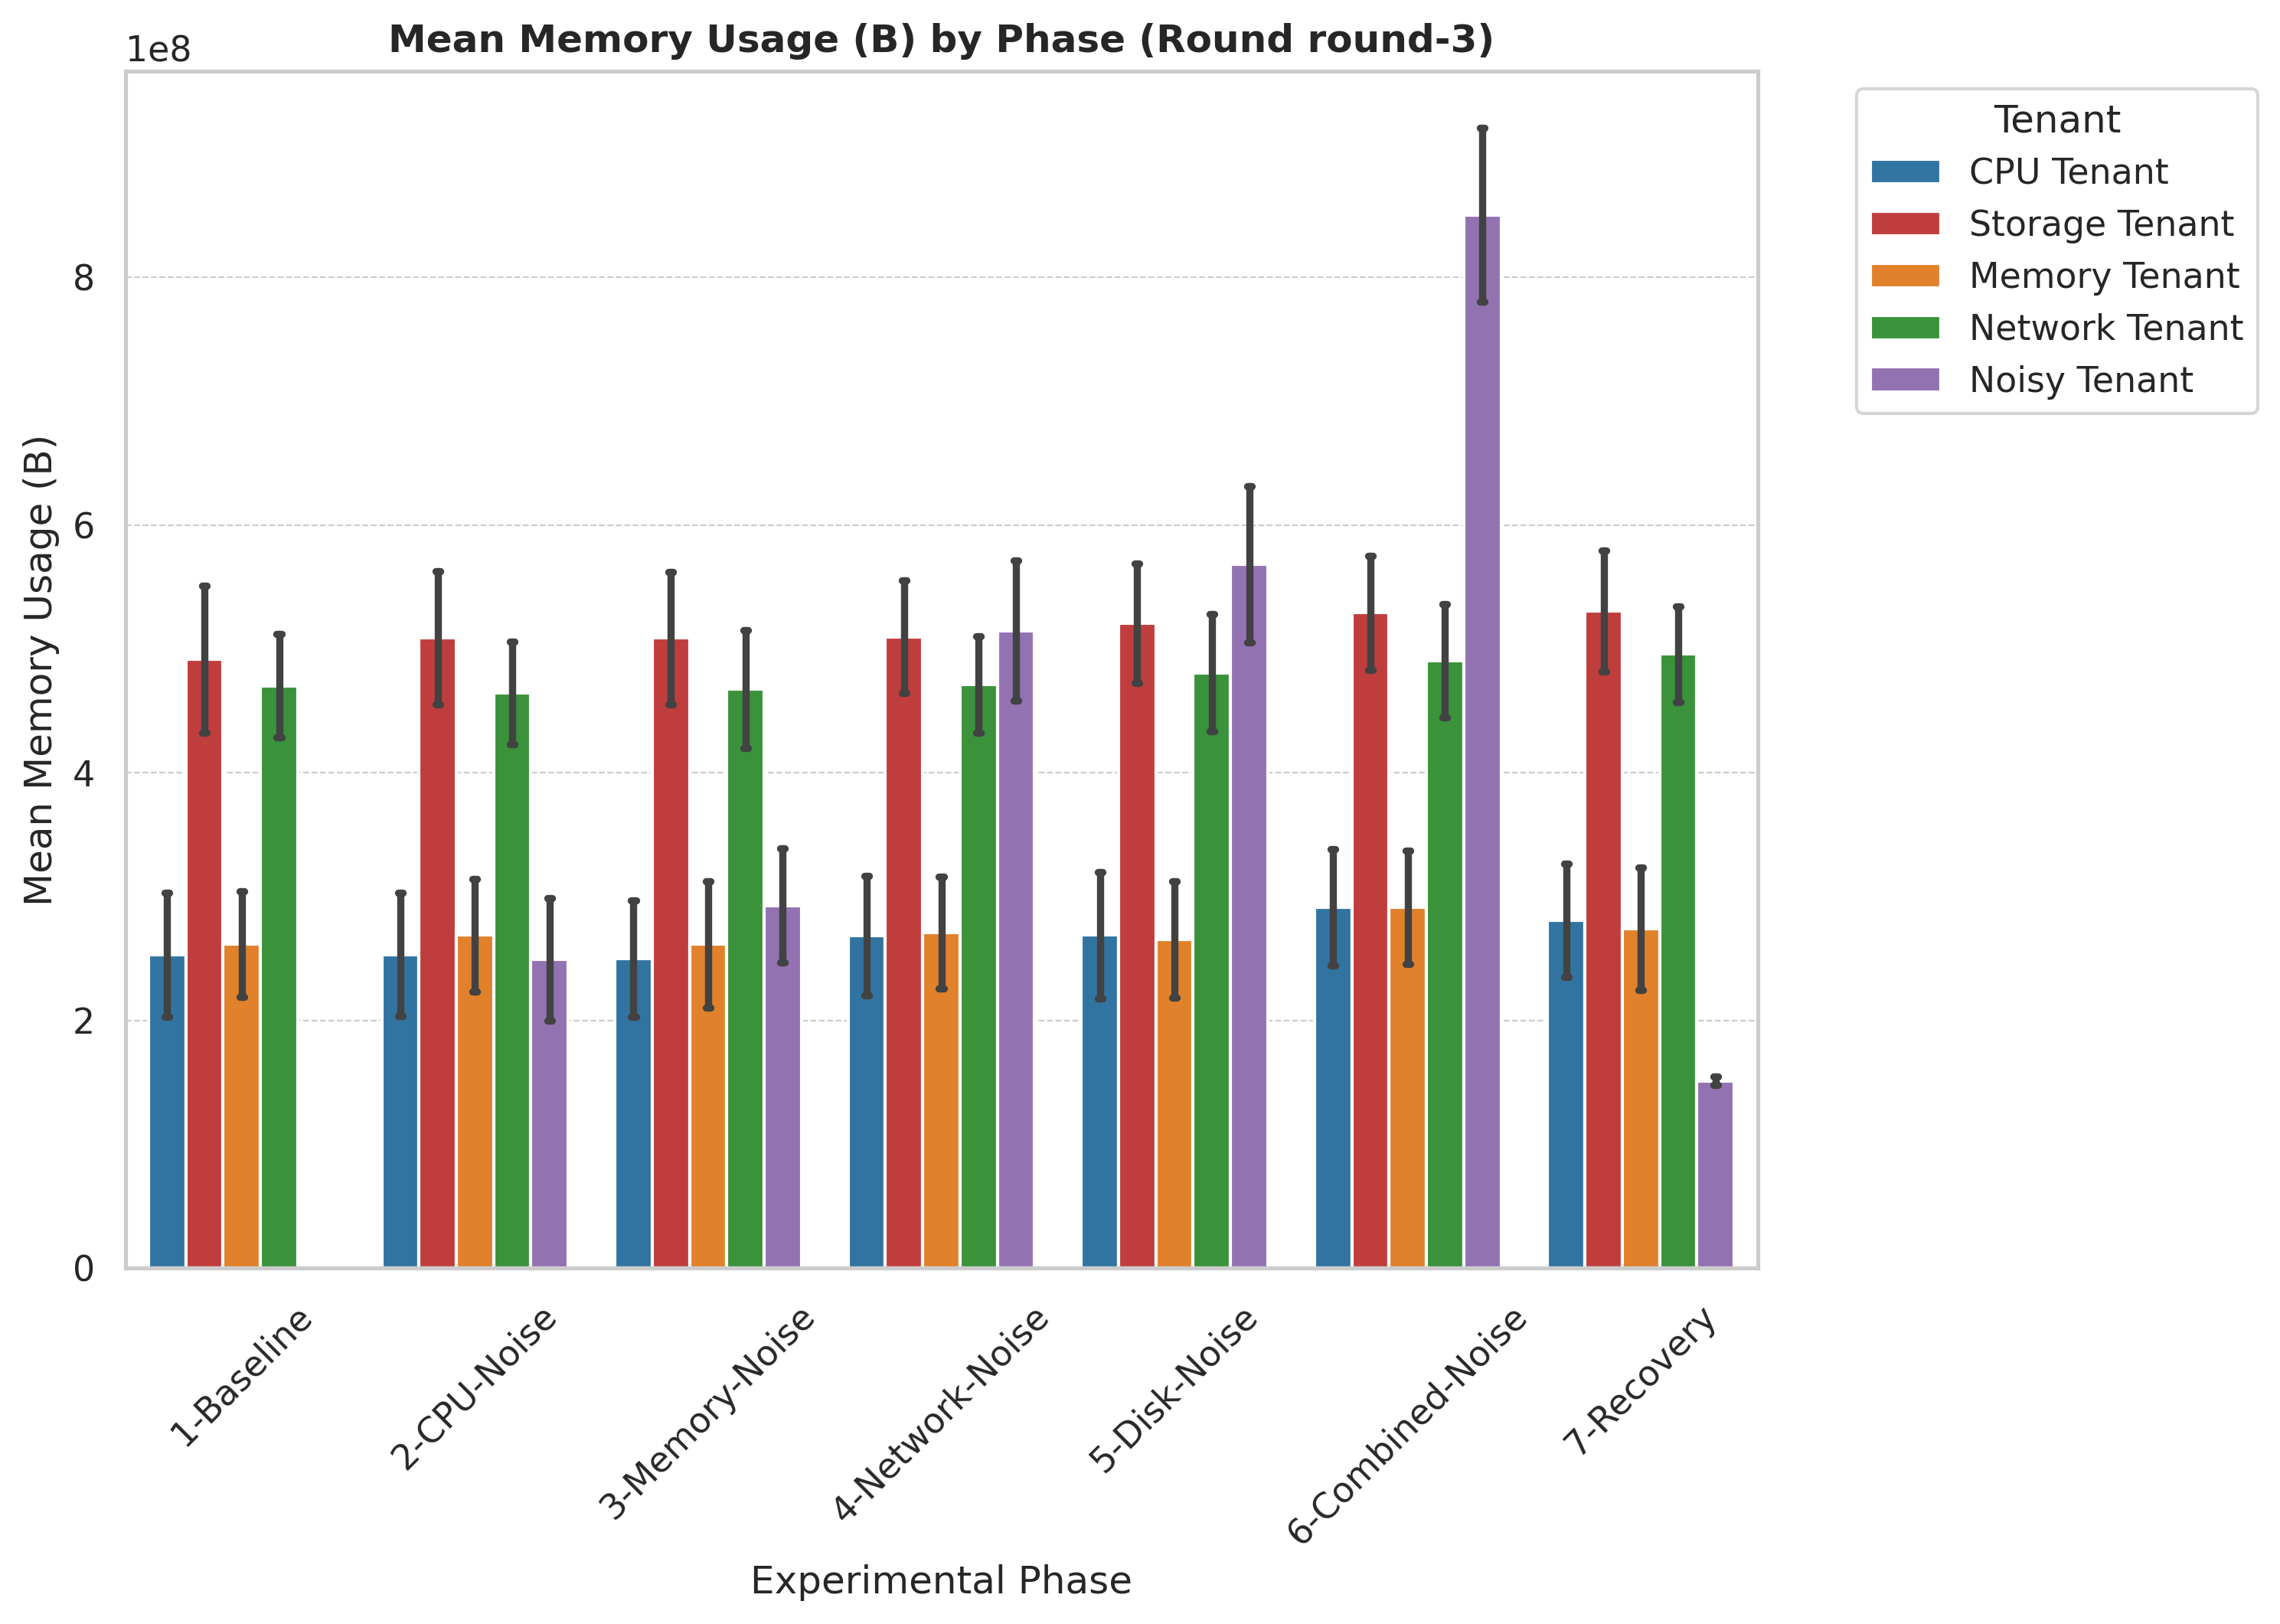 Mean Memory Usage (B) by Phase (Round round-3)
1e8
Mean Memory Usage (B)
8
6
4
2
0
1-Baseline
2-CPU-Noise
3-Memory-Noise
4-Network-Noise
5-Disk-Noise
6-Combined-Noise
7-Recovery
Experimental Phase
Tenant
CPU Tenant
Storage Tenant
Memory Tenant
Network Tenant
Noisy Tenant